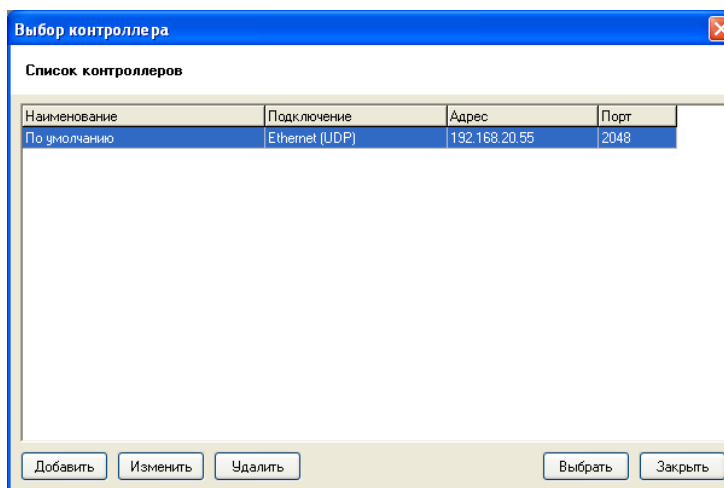 Выбор контроллера
Список контроллеров
Наименование Подключение Адрес Порт
По умолчанию Ethernet (UDP) 192.168.20.55 2048
Добавить Изменить Удалить Выбрать Закрыть